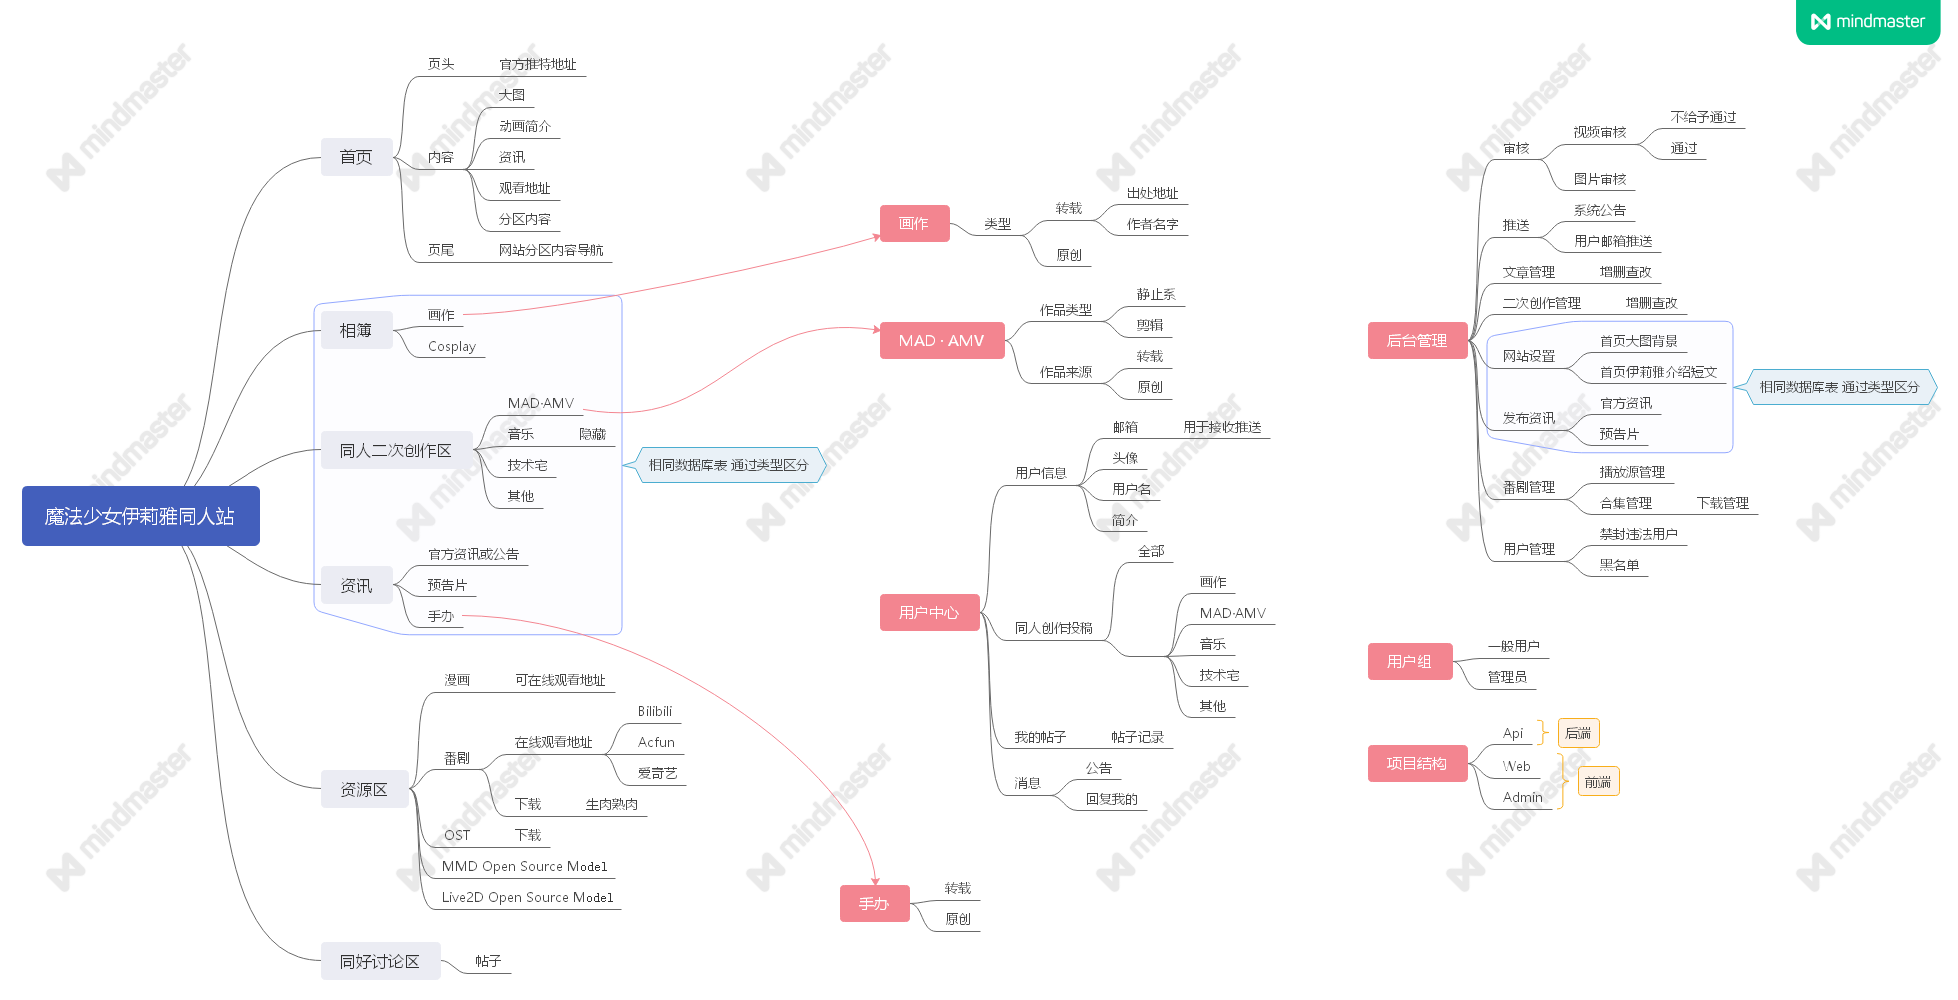 mindmaster
魔法少女伊莉雅同人站
首页
页头
官方推特地址
内容
大图
动画简介
资讯
观看地址
分区内容
页尾
网站分区内容导航
相簿
画作
Cosplay
同人二次创作区
MAD·AMV
音乐
隐藏
技术宅
其他
资讯
官方资讯或公告
预告片
手办
相同数据库表 通过类型区分
资源区
漫画
可在线观看地址
番剧
在线观看地址
Bilibili
Acfun
爱奇艺
下载
生肉熟肉
OST
下载
MMD Open Source Model
Live2D Open Source Model
同好讨论区
帖子
画作
类型
转载
出处地址
作者名字
原创
MAD · AMV
作品类型
静止系
剪辑
作品来源
转载
原创
用户中心
用户信息
邮箱
用于接收推送
头像
用户名
简介
同人创作投稿
全部
画作
MAD·AMV
音乐
技术宅
其他
我的帖子
帖子记录
消息
公告
回复我的
手办
转载
原创
后台管理
审核
视频审核
不给予通过
通过
图片审核
推送
系统公告
用户邮箱推送
文章管理
增删查改
二次创作管理
增删查改
网站设置
首页大图背景
首页伊莉雅介绍短文
发布资讯
官方资讯
预告片
相同数据库表 通过类型区分
番剧管理
播放源管理
合集管理
下载管理
用户管理
禁封违法用户
黑名单
用户组
一般用户
管理员
项目结构
Api
后端
Web
Admin
前端